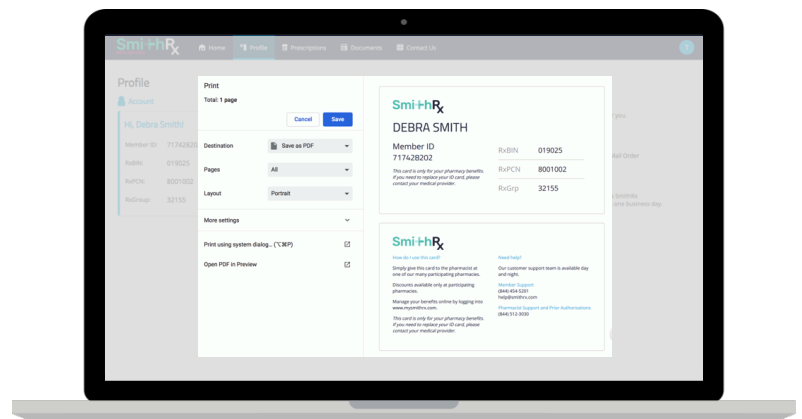 SmithRx
Home Profile Prescriptions Documents Contact Us
Profile
Account
Hi, Debra Smith!
Member ID: 71742820
RxBIN: 019025
RxPCN: 8001002
RxGroup: 32155
Print
Total: 1 page
Cancel Save
Destination Save as PDF
Pages All
Layout Portrait
More settings
Print using system dialog... (⌥⌘P)
Open PDF in Preview
SmithRx
DEBRA SMITH
Member ID
717428202
This card is only for your pharmacy benefits.
If you need to replace your ID card, please
contact your medical provider.
RxBIN 019025
RxPCN 8001002
RxGrp 32155
SmithRx
How do I use this card?
Simply give this card to the pharmacist at
one of our many participating pharmacies.
Discounts available only at participating
pharmacies.
Manage your benefits online by logging into
www.mysmithrx.com.
This card is only for your pharmacy benefits.
If you need to replace your ID card, please
contact your medical provider.
Need help?
Our customer support team is available day
and night.
Member Support
(844) 454-5201
help@smithrx.com
Pharmacist Support and Prior Authorizations
(844) 512-3030
you.
Mail Order
SmithRx
one business day.